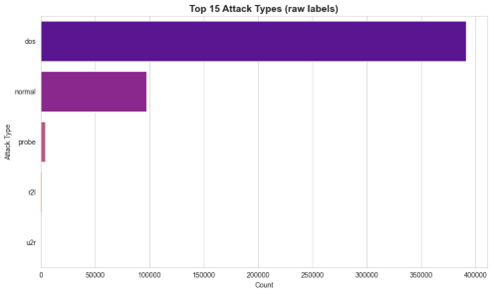 Top 15 Attack Types (raw labels)
dos
normal
probe
r2l
u2r
Attack Type
0 50000 100000 150000 200000 250000 300000 350000 400000
Count